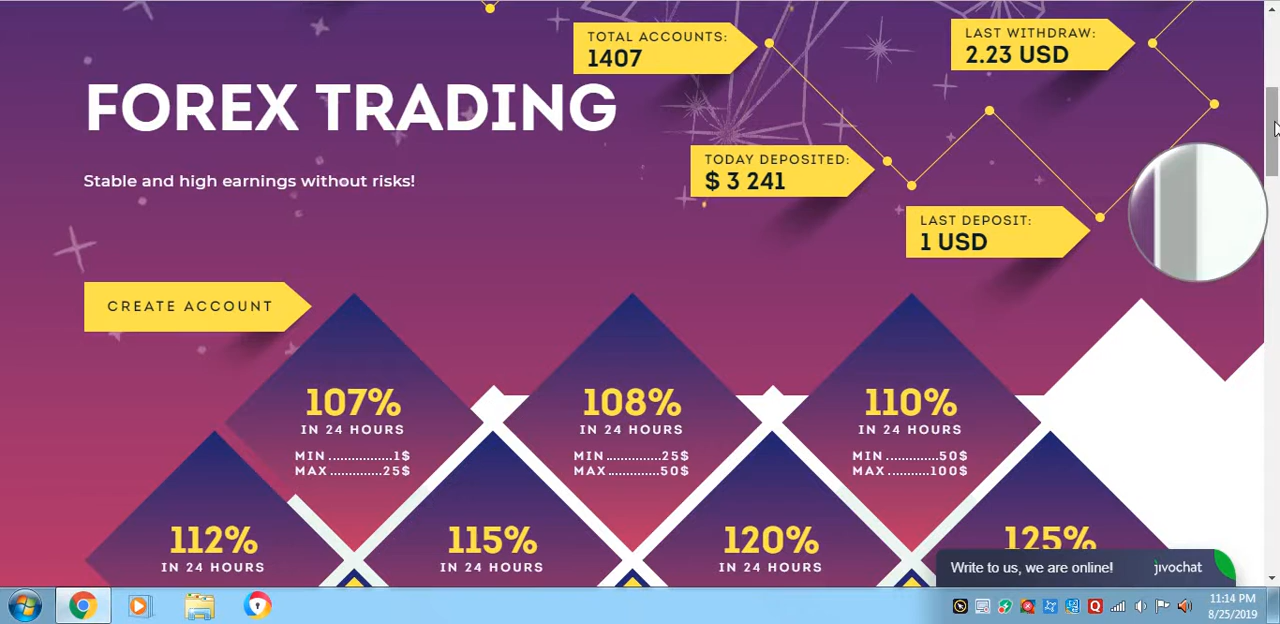 TOTAL ACCOUNTS:
1407
LAST WITHDRAW:
2.23 USD
FOREX TRADING
TODAY DEPOSITED:
$ 3 241
Stable and high earnings without risks!
LAST DEPOSIT:
1 USD
CREATE ACCOUNT
107%
IN 24 HOURS
MIN ................1$
MAX .............25$
108%
IN 24 HOURS
MIN ..............25$
MAX .............50$
110%
IN 24 HOURS
MIN ..............50$
MAX ...........100$
112%
IN 24 HOURS
115%
IN 24 HOURS
120%
IN 24 HOURS
125%
Write to us, we are online!
jivochat
11:14 PM
8/25/2019